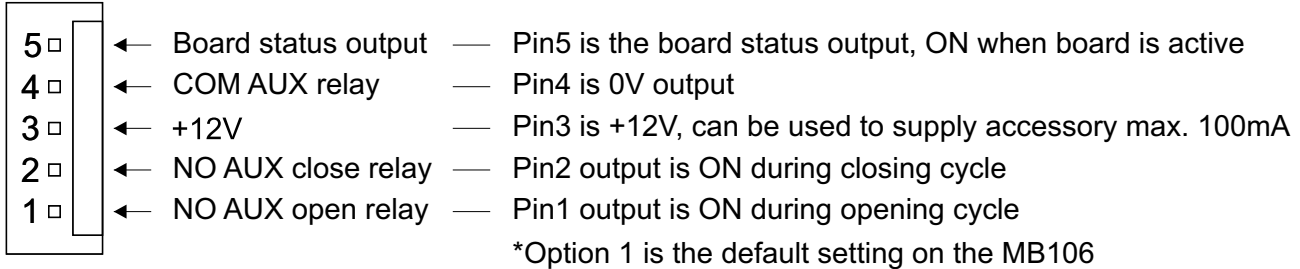 5 Board status output Pin5 is the board status output, ON when board is active
4 COM AUX relay Pin4 is 0V output
3 +12V Pin3 is +12V, can be used to supply accessory max. 100mA
2 NO AUX close relay Pin2 output is ON during closing cycle
1 NO AUX open relay Pin1 output is ON during opening cycle
*Option 1 is the default setting on the MB106